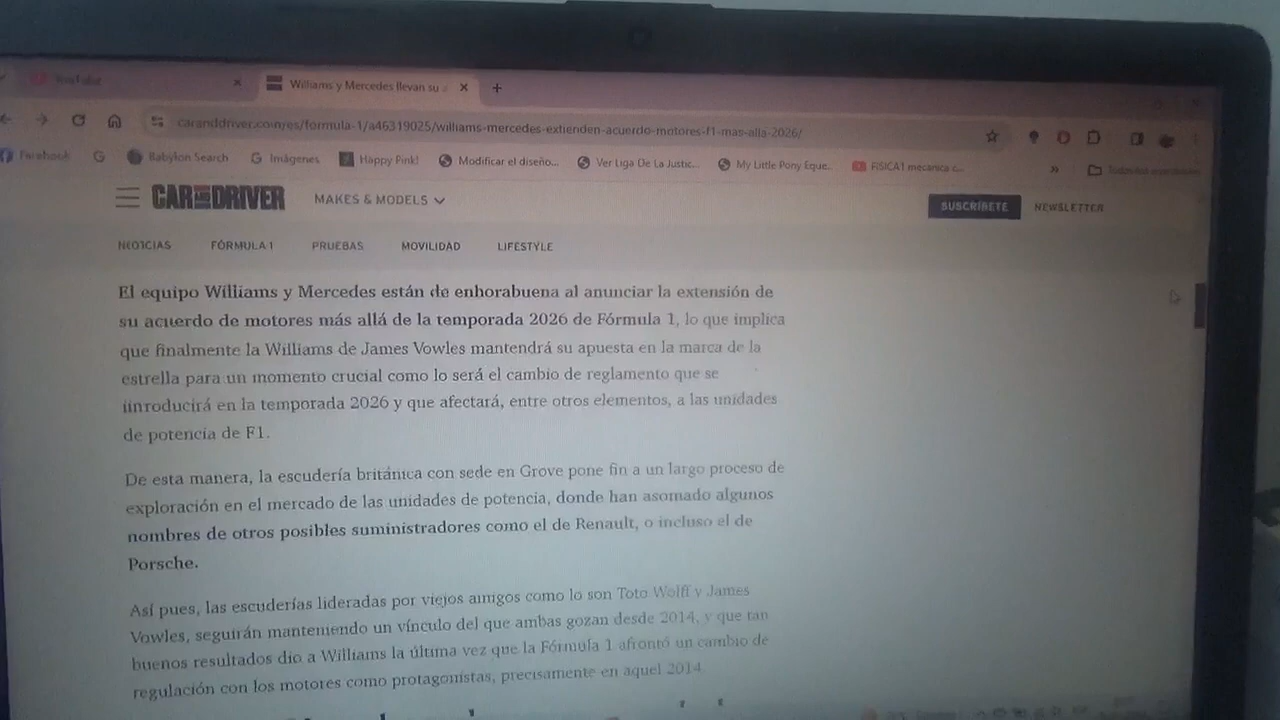 YouTube
Williams y Mercedes llevan su
caranddriver.com/es/formula-1/a46319025/williams-mercedes-extienden-acuerdo-motores-f1-mas-alla-2026/
Facebook G Babylon Search G Imágenes Happy Pink! Modificar el diseño... Ver Liga De La Justic... My Little Pony Eque... FISICA1 mecanica c... »
CAR AND DRIVER MAKES & MODELS SUSCRÍBETE NEWSLETTER
NOTICIAS FÓRMULA 1 PRUEBAS MOVILIDAD LIFESTYLE
El equipo Williams y Mercedes están de enhorabuena al anunciar la extensión de
su acuerdo de motores más allá de la temporada 2026 de Fórmula 1, lo que implica
que finalmente la Williams de James Vowles mantendrá su apuesta en la marca de la
estrella para un momento crucial como lo será el cambio de reglamento que se
iinroducirá en la temporada 2026 y que afectará, entre otros elementos, a las unidades
de potencia de F1.
De esta manera, la escudería británica con sede en Grove pone fin a un largo proceso de
exploración en el mercado de las unidades de potencia, donde han asomado algunos
nombres de otros posibles suministradores como el de Renault, o incluso el de
Porsche.
Así pues, las escuderías lideradas por viejos amigos como lo son Toto Wolff y James
Vowles, seguirán manteniendo un vínculo del que ambas gozan desde 2014, y que tan
buenos resultados dio a Williams la última vez que la Fórmula 1 afrontó un cambio de
regulación con los motores como protagonistas, precisamente en aquel 2014.